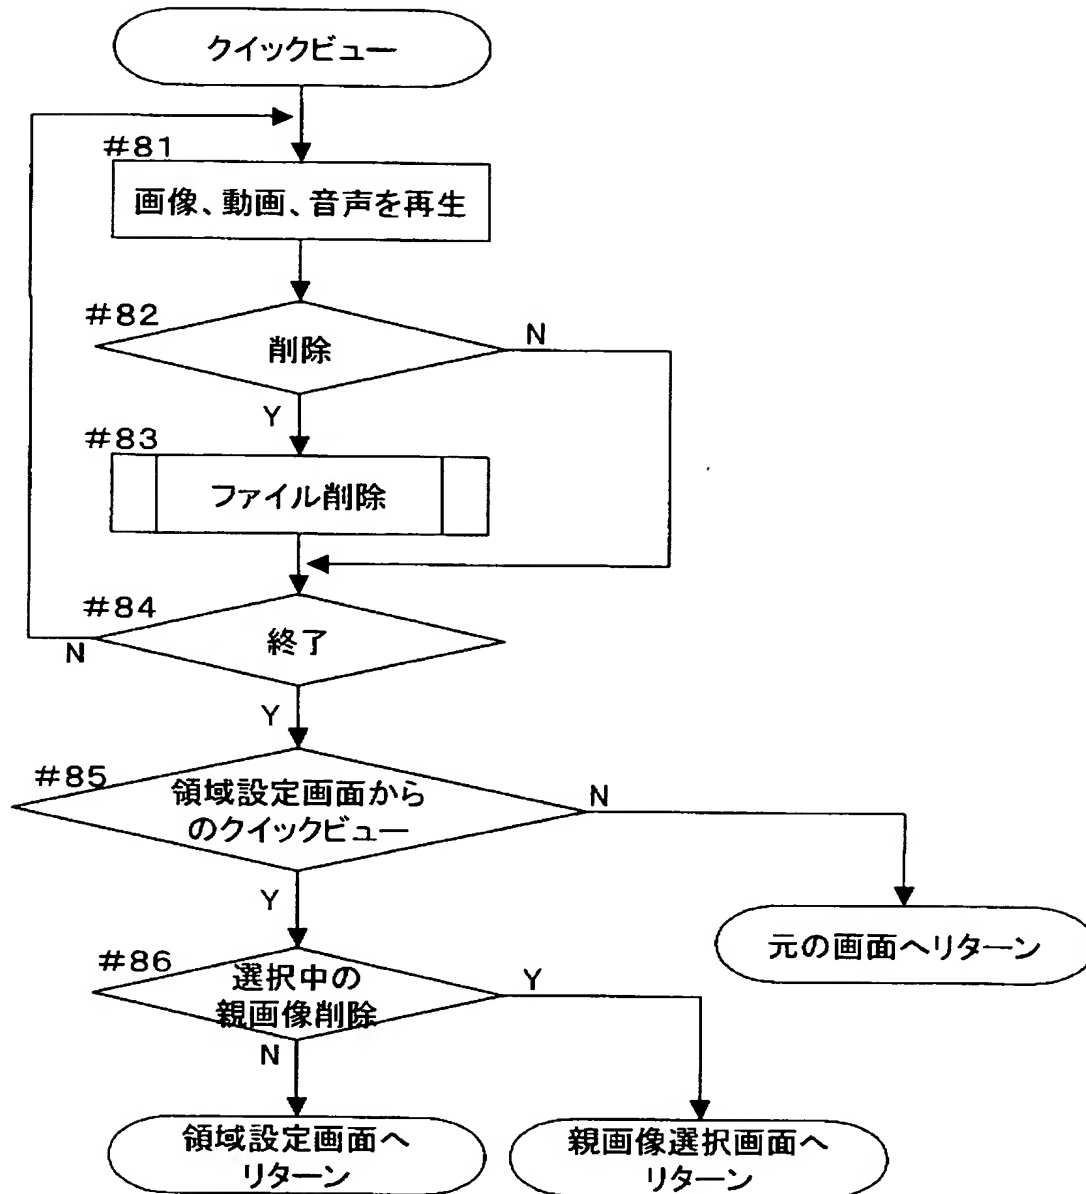 クイックビュー
#81
画像、動画、音声を再生
#82
削除
N
Y
#83
ファイル削除
#84
終了
N
Y
#85
領域設定画面から
のクイックビュー
N
Y
元の画面へリターン
#86
選択中の
親画像削除
Y
N
領域設定画面へ
リターン
親画像選択画面へ
リターン